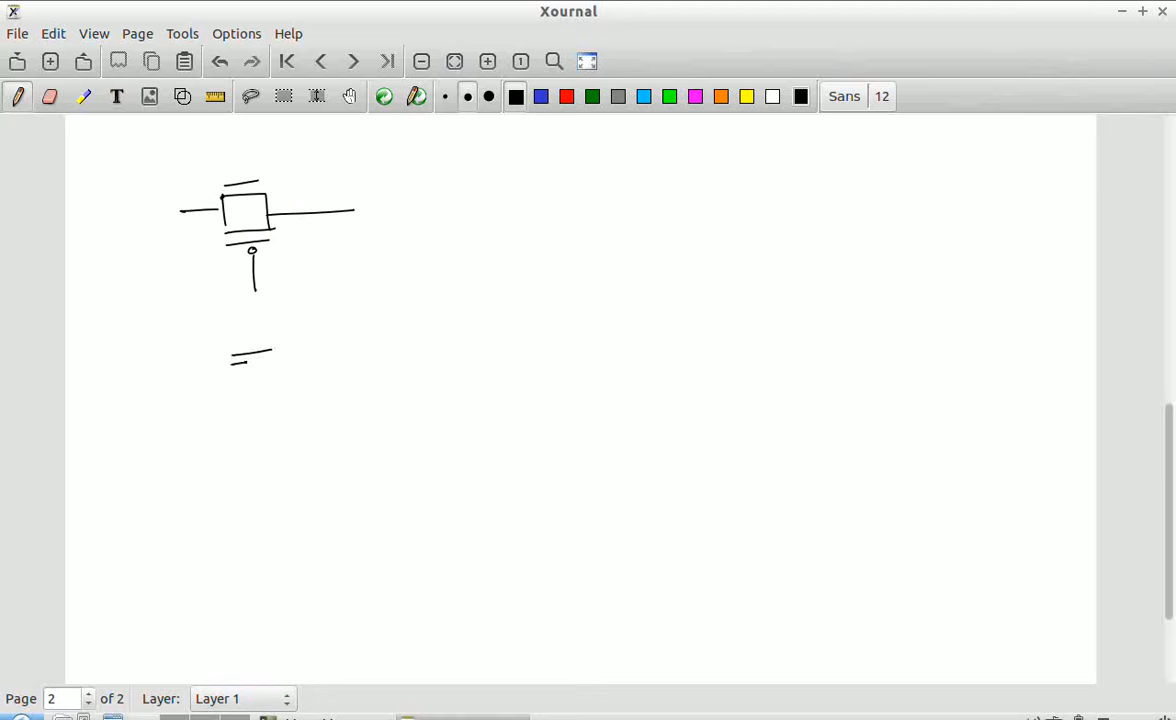 Xournal
File Edit View Page Tools Options Help
Sans 12
Page 2 of 2 Layer: Layer 1